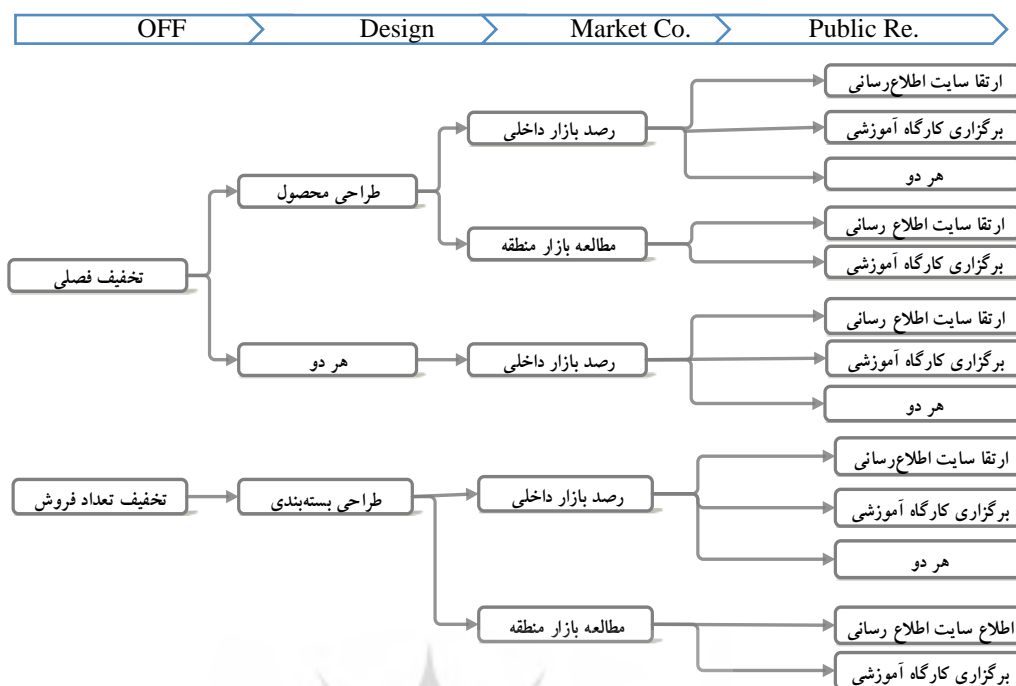 OFF
Design
Market Co.
Public Re.
ارتقا سایت اطلاع‌رسانی
رصد بازار داخلی
برگزاری کارگاه آموزشی
هر دو
طراحی محصول
ارتقا سایت اطلاع رسانی
مطالعه بازار منطقه
برگزاری کارگاه آموزشی
تخفیف فصلی
ارتقا سایت اطلاع رسانی
هر دو
رصد بازار داخلی
برگزاری کارگاه آموزشی
هر دو
ارتقا سایت اطلاع‌رسانی
تخفیف تعداد فروش
طراحی بسته‌بندی
رصد بازار داخلی
برگزاری کارگاه آموزشی
هر دو
مطالعه بازار منطقه
اطلاع سایت اطلاع رسانی
برگزاری کارگاه آموزشی